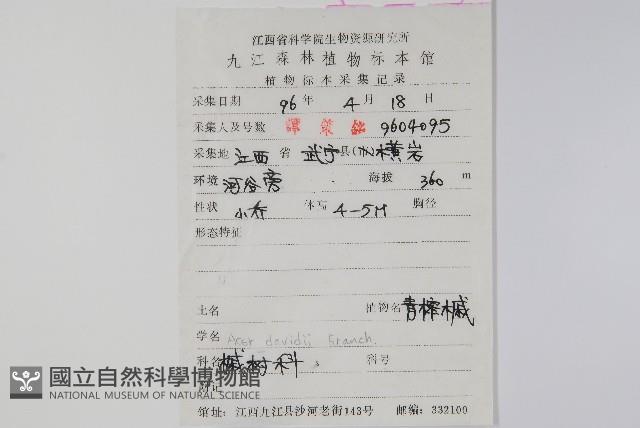 江西省科学院生物资源研究所
九江森林植物标本馆
植物标本采集记录
采集日期 96 年 4 月 18 日
采集人及号数 譚策銘 9604095
采集地 江西 省 武宁 县(市) 横岩
环境 河谷旁 海拔 360 m
性状 小乔 体高 4-5M 胸径
形态特征
土名 植物名 青榨槭
学名 Acer davidii Franch.
科名 槭树科 科号
附记
國立自然科學博物館
NATIONAL MUSEUM OF NATURAL SCIENCE
馆址:江西九江县沙河老街143号 邮编:332100